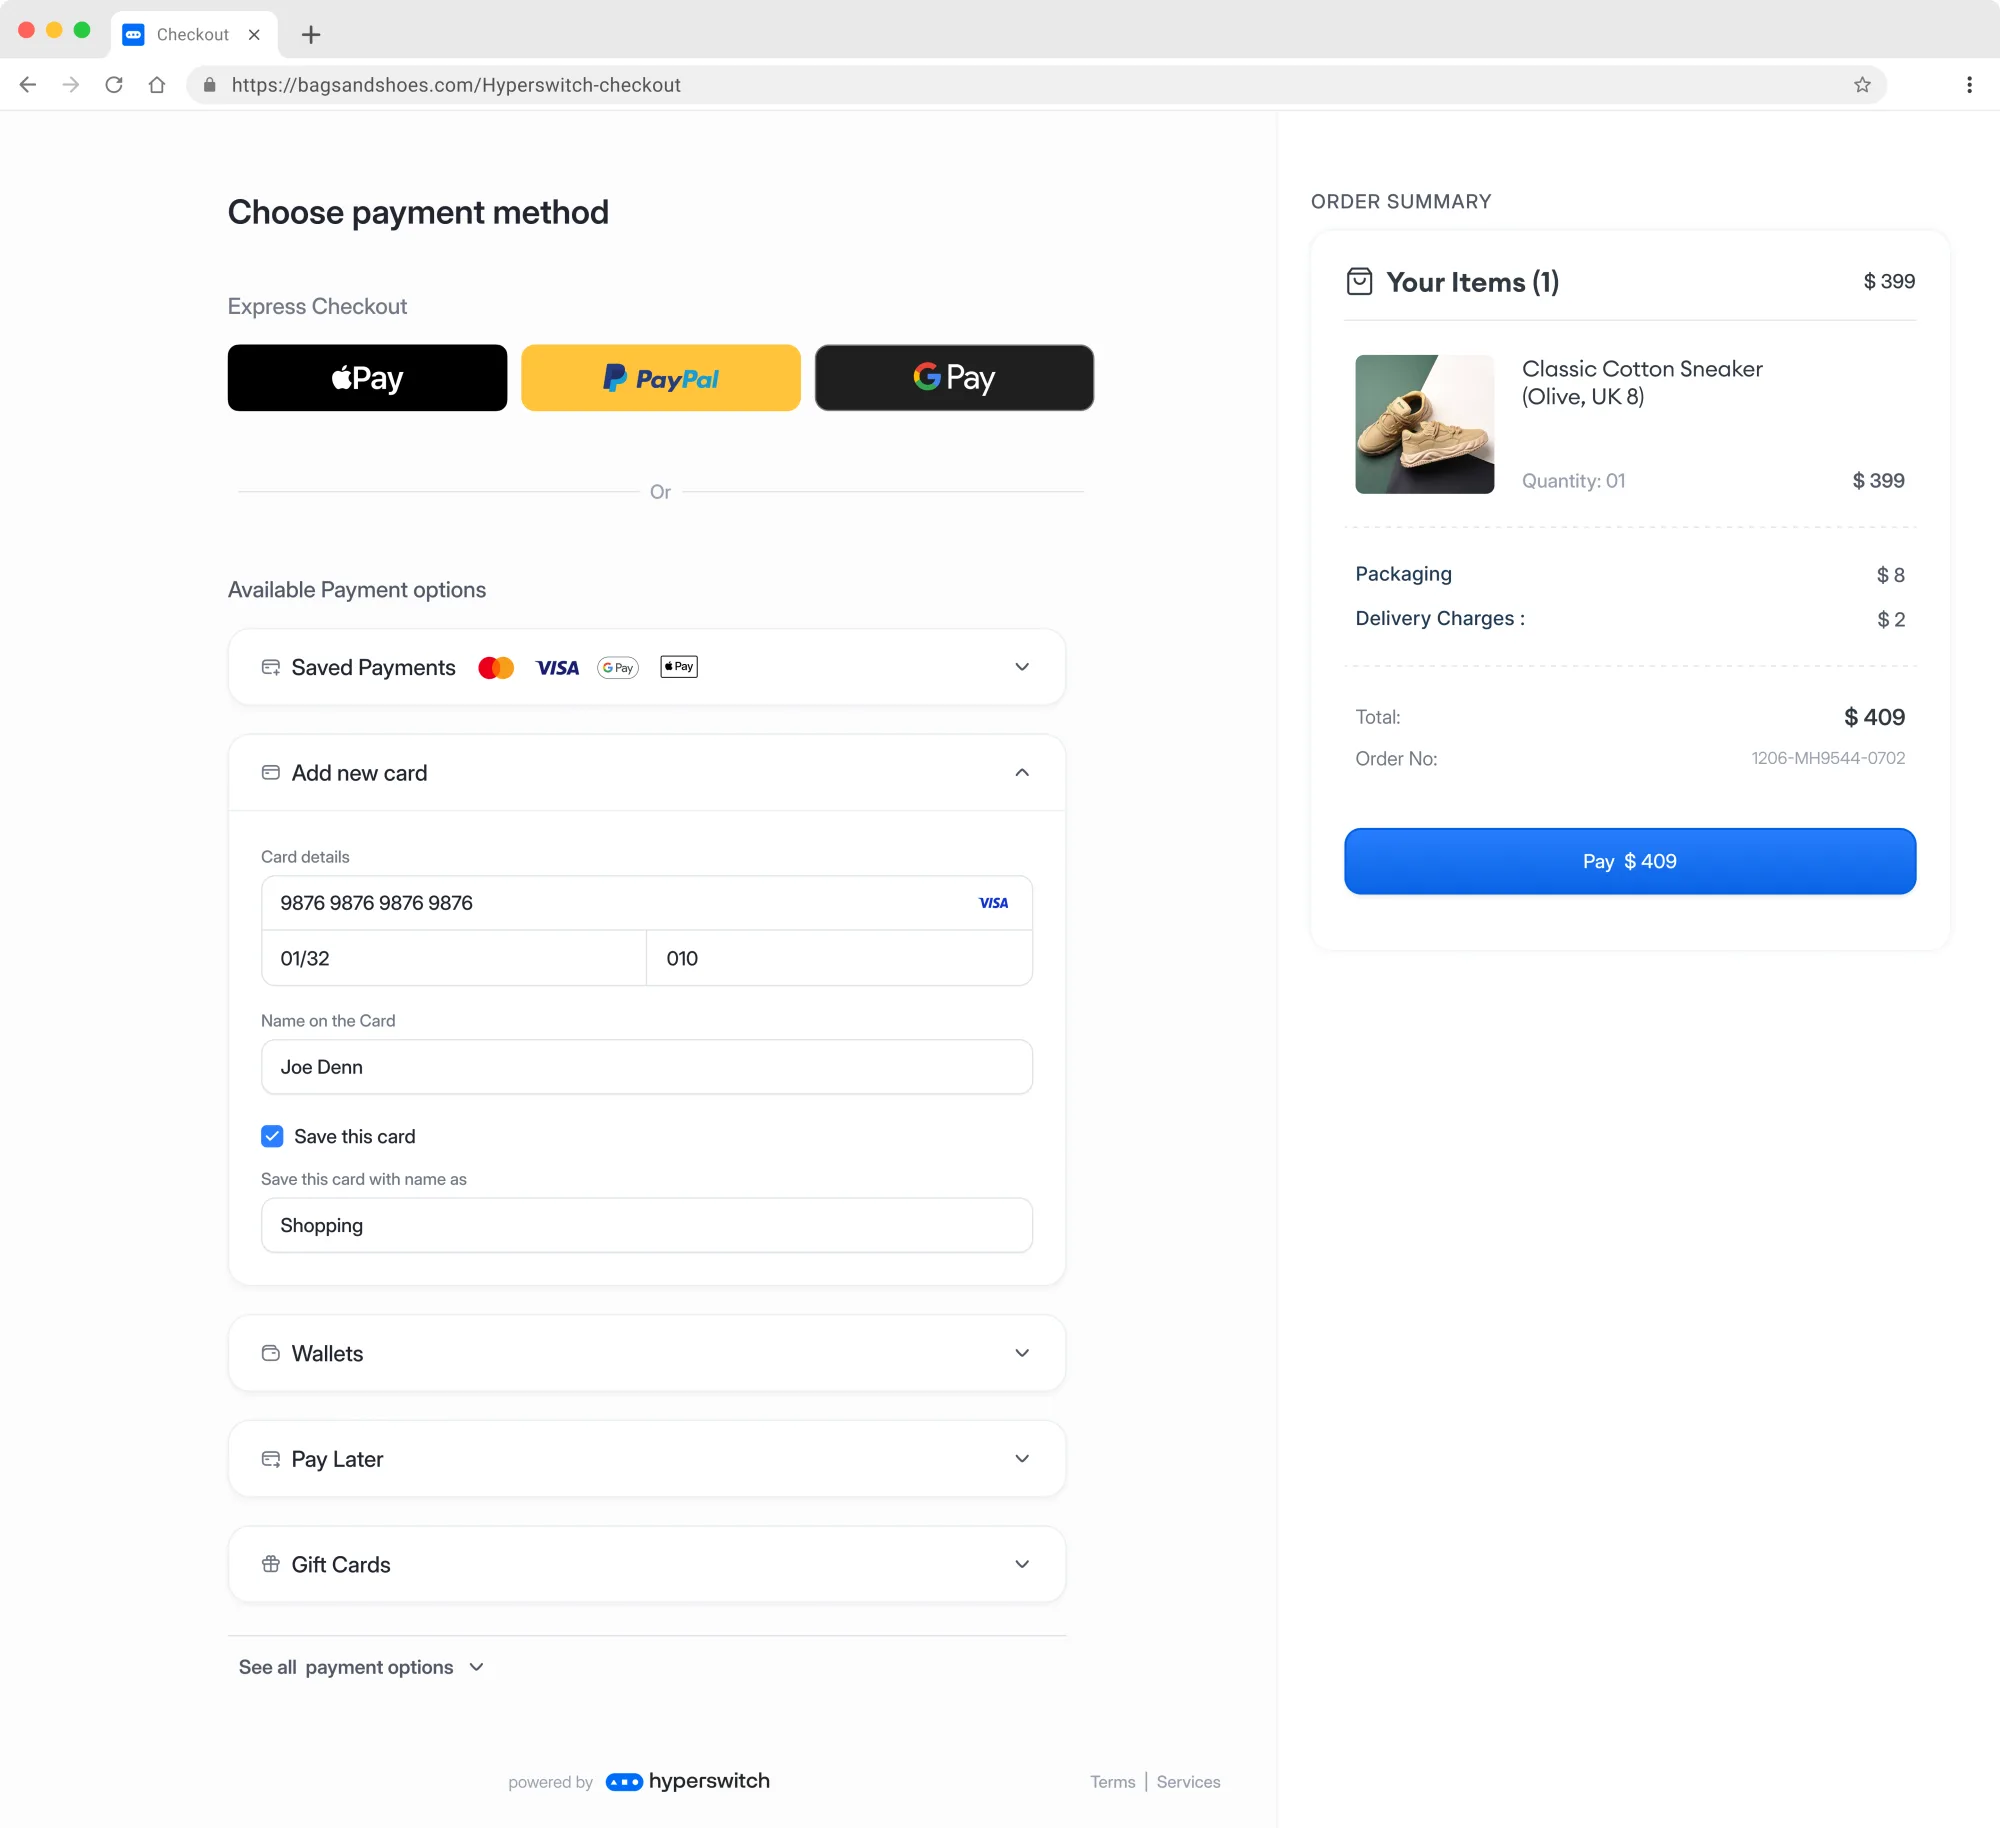 Checkout
https://bagsandshoes.com/Hyperswitch-checkout
Choose payment method
Express Checkout
Pay
PayPal
G Pay
Or
Available Payment options
Saved Payments VISA G Pay Pay
Add new card
Card details
9876 9876 9876 9876 VISA
01/32 010
Name on the Card
Joe Denn
Save this card
Save this card with name as
Shopping
Wallets
Pay Later
Gift Cards
See all payment options
powered by hyperswitch
Terms | Services
ORDER SUMMARY
Your Items (1) $ 399
Classic Cotton Sneaker
(Olive, UK 8)
Quantity: 01 $ 399
Packaging $ 8
Delivery Charges : $ 2
Total: $ 409
Order No: 1206-MH9544-0702
Pay $ 409